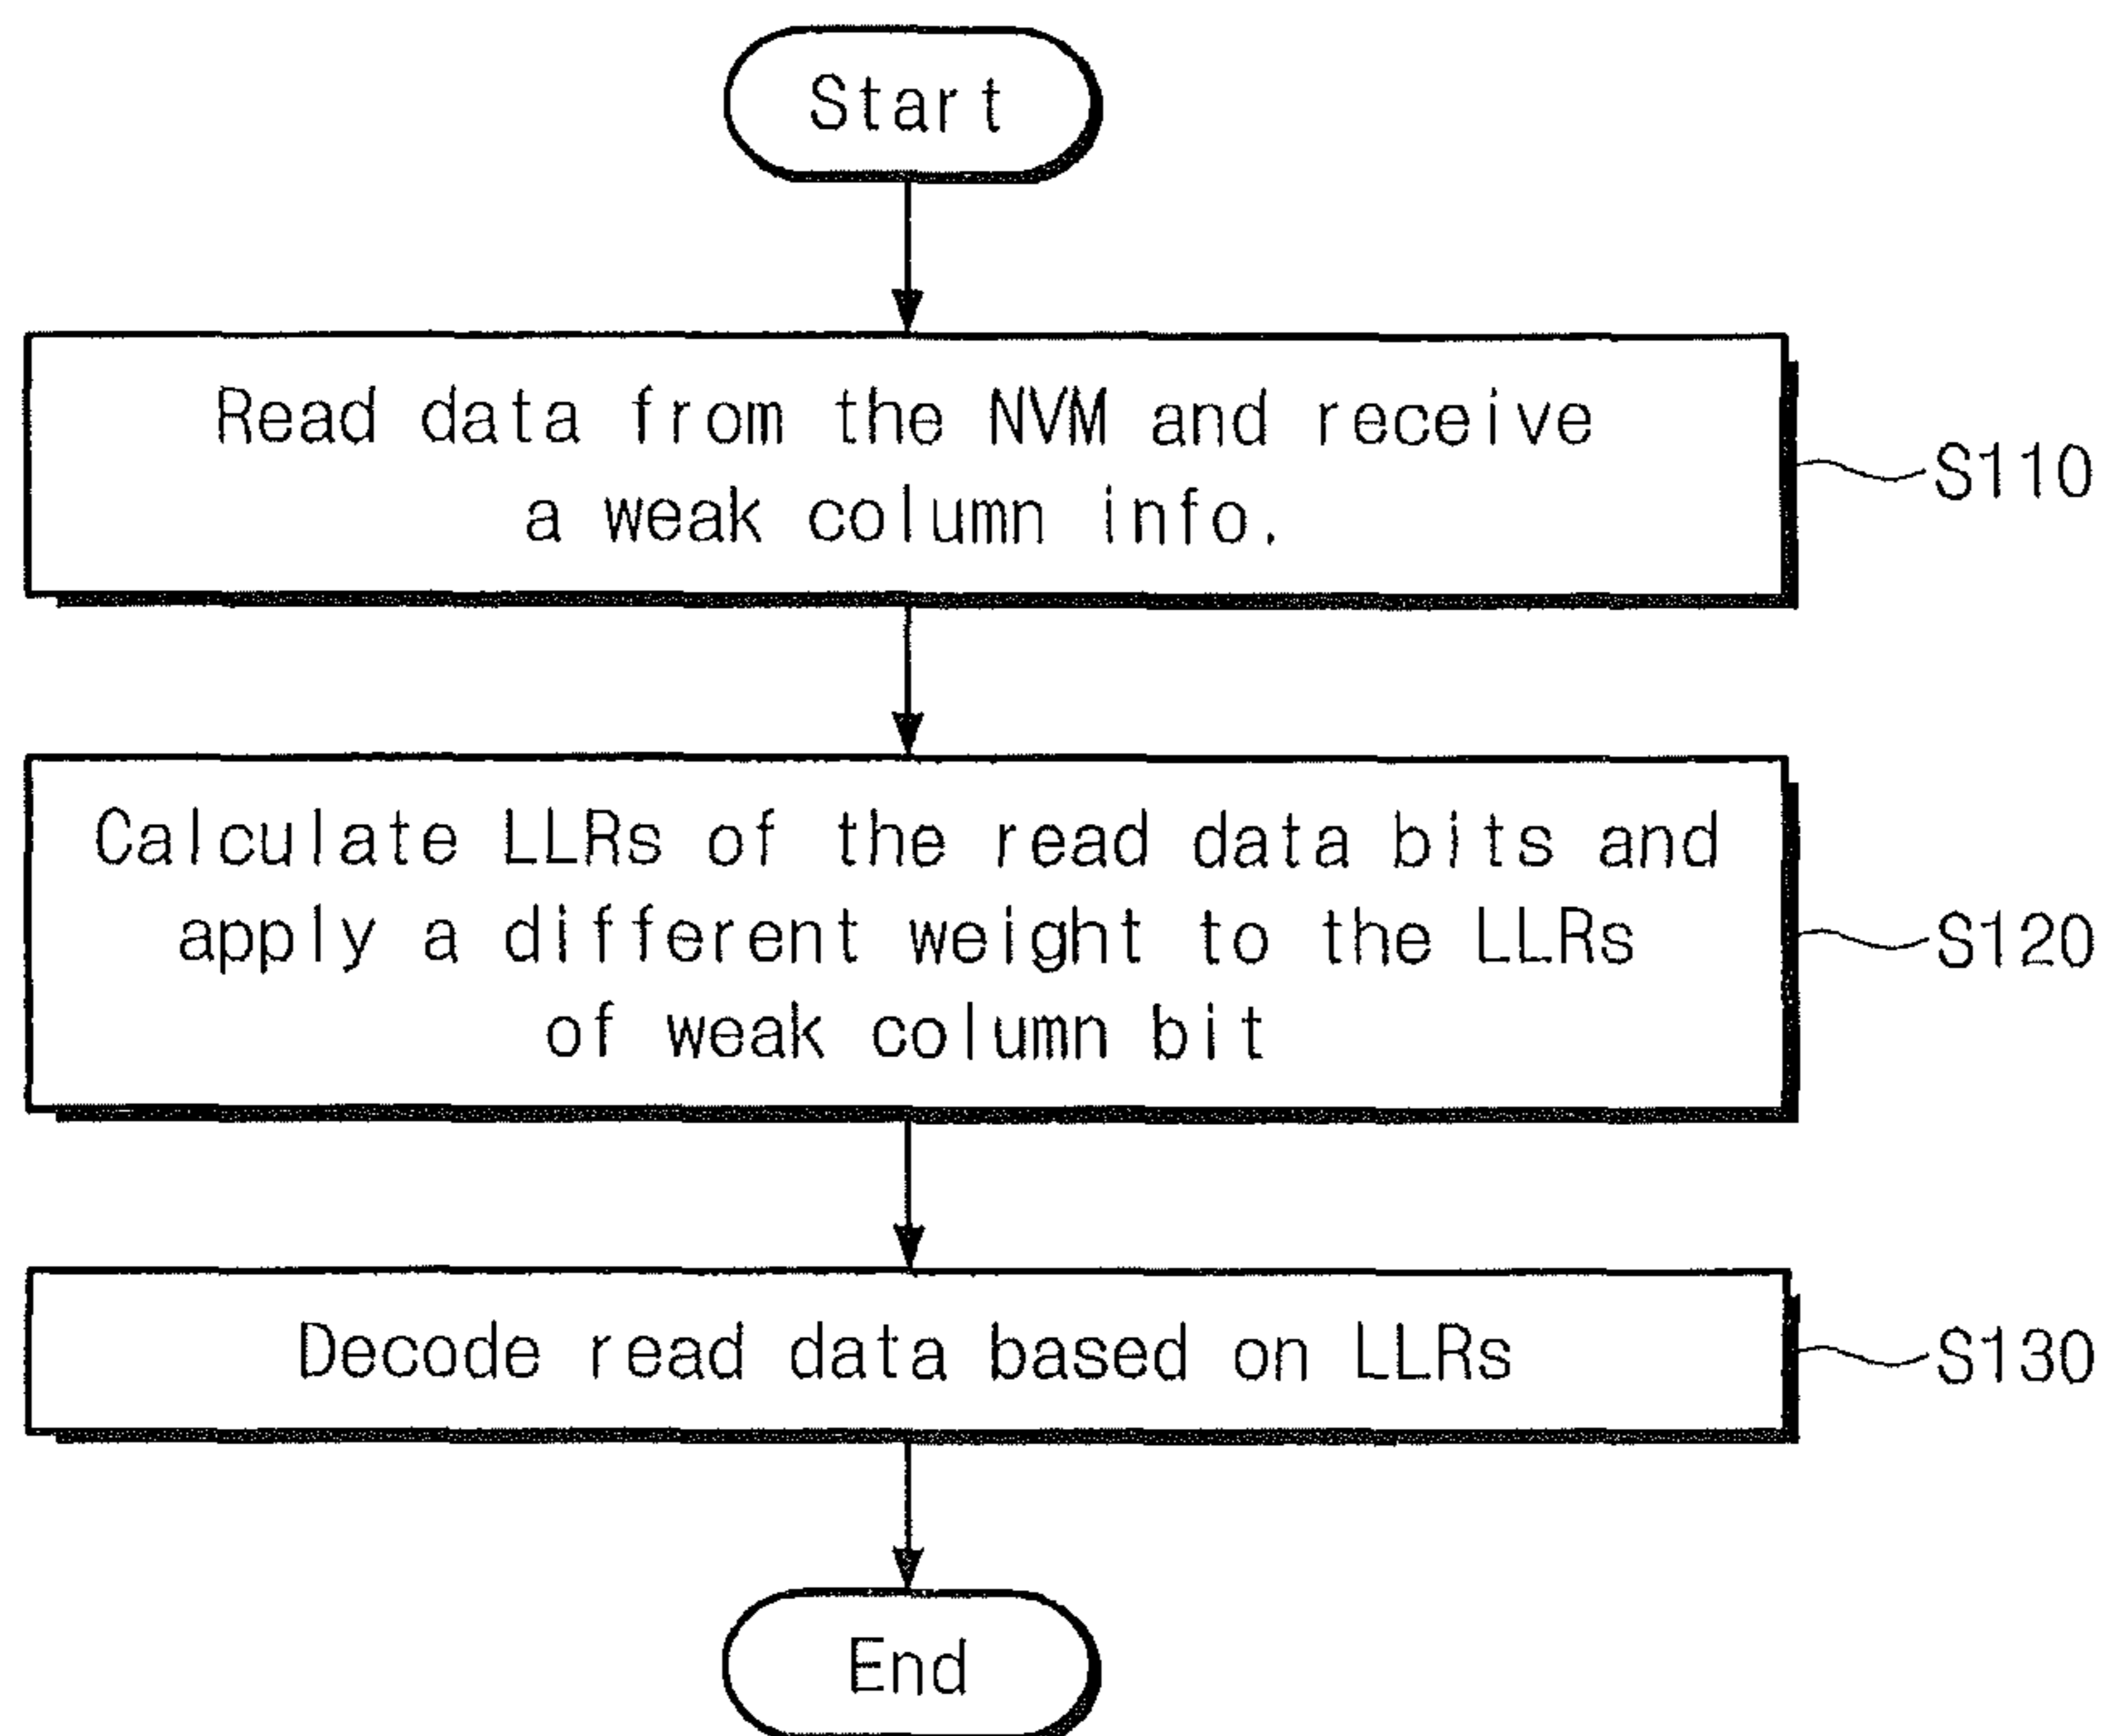 Start
Read data from the NVM and receive
a weak column info.
S110
Calculate LLRs of the read data bits and
apply a different weight to the LLRs
of weak column bit
S120
Decode read data based on LLRs
S130
End